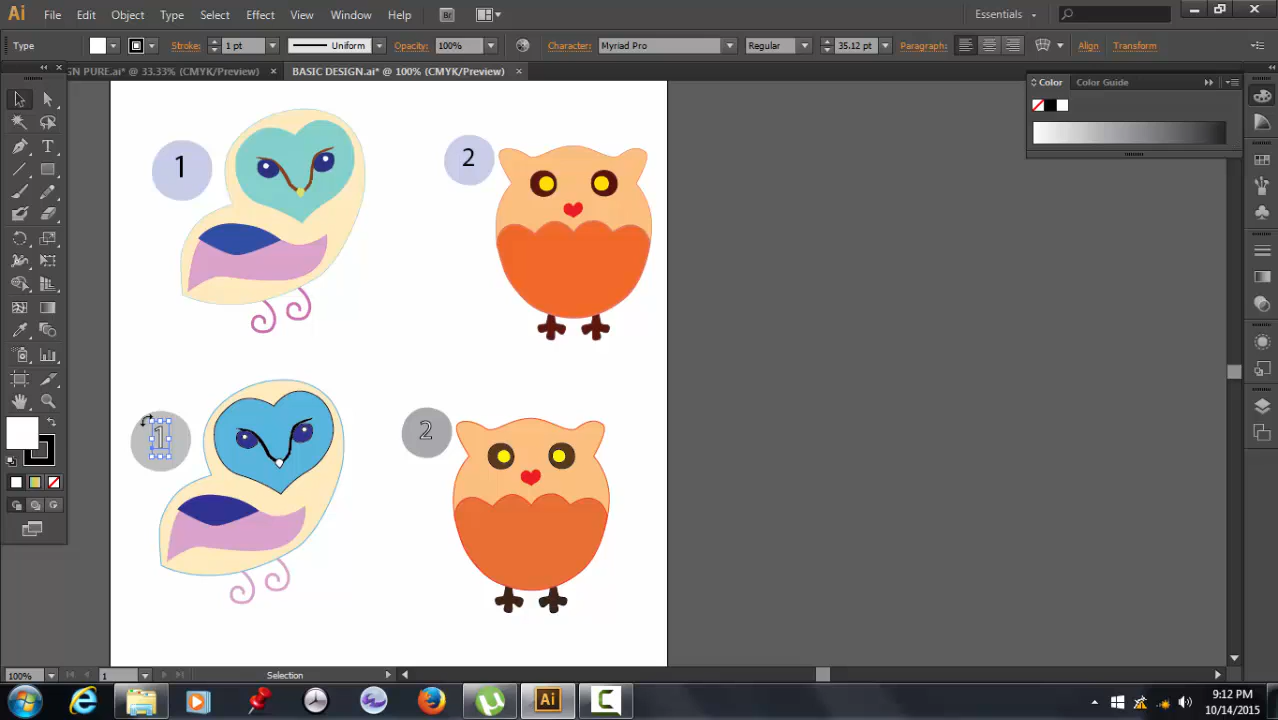 Ai File Edit Object Type Select Effect View Window Help Br Essentials
Type Stroke: 1 pt Uniform Opacity: 100% Character: Myriad Pro Regular 35.12 pt Paragraph: Align Transform
GN PURE.ai* @ 33.33% (CMYK/Preview) × BASIC DESIGN.ai* @ 100% (CMYK/Preview) ×
Color Color Guide
1 2
1 2
100% 1 Selection
Ai
9:12 PM
10/14/2015